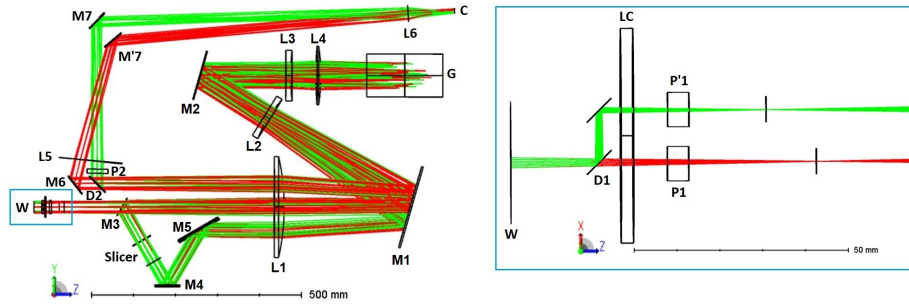 M7
C
L6
M'7
L3
L4
G
M2
L2
L5
P2
M6
D2
W
M3
M5
Slicer
L1
M1
M4
Y
Z
500 mm
LC
P'1
D1
P1
W
X
Z
50 mm